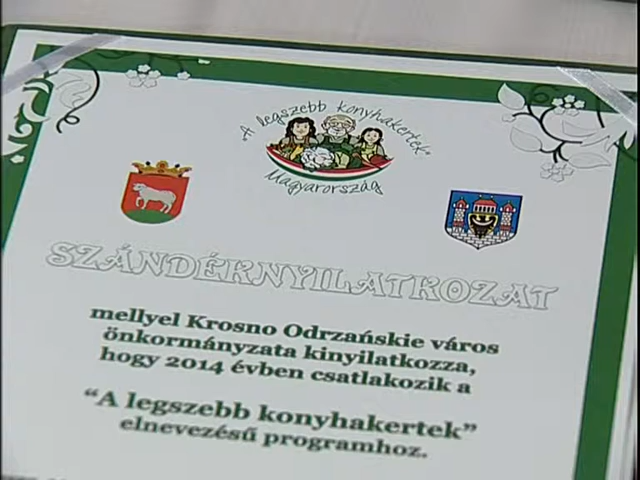 "A legszebb konyhakertek"
Magyarország
SZÁNDÉKNYILATKOZAT
mellyel Krosno Odrzańskie város
önkormányzata kinyilatkozza,
hogy 2014 évben csatlakozik a
“A legszebb konyhakertek”
elnevezésű programhoz.